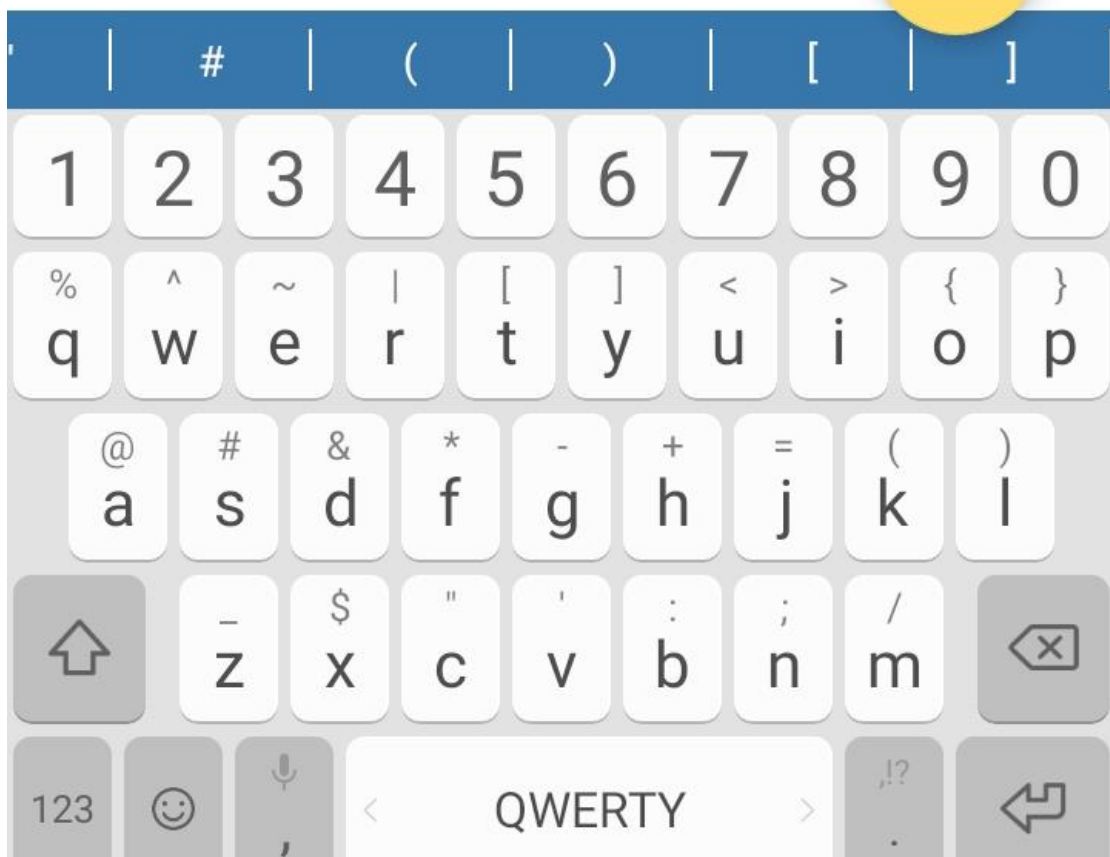 ' # ( ) [ ]
1 2 3 4 5 6 7 8 9 0
% ^ ~ | [ ] < > { }
q w e r t y u i o p
@ # & * - + = ( )
a s d f g h j k l
_ $ " ' : ; /
z x c v b n m
,!?
123 , < QWERTY > .